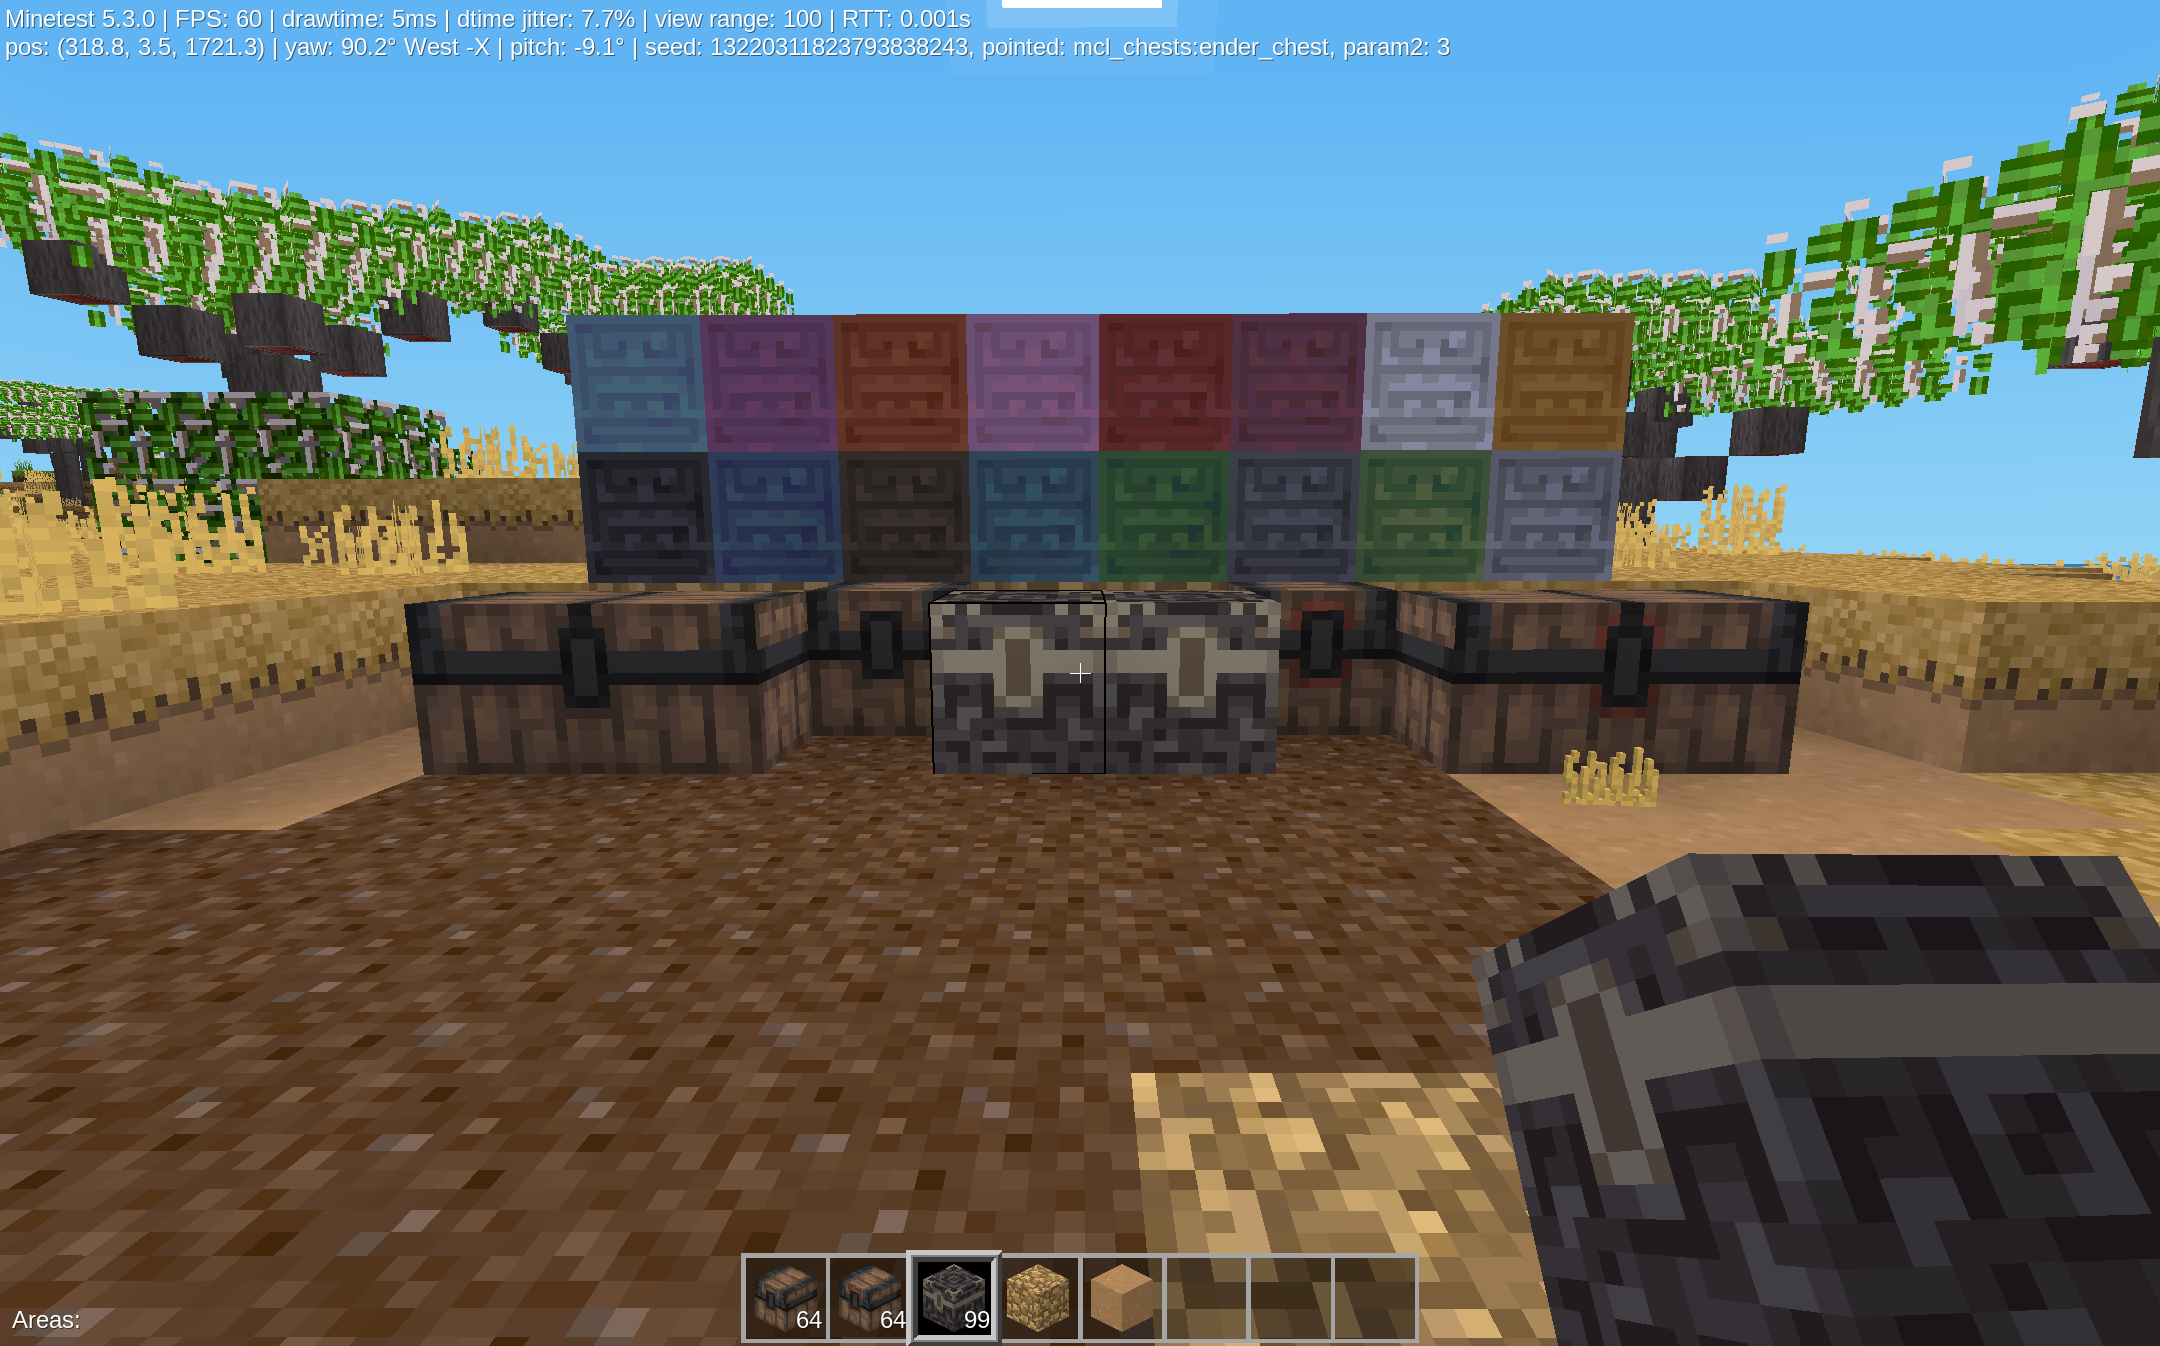 Minetest 5.3.0 | FPS: 60 | drawtime: 5ms | dtime jitter: 7.7% | view range: 100 | RTT: 0.001s
pos: (318.8, 3.5, 1721.3) | yaw: 90.2° West -X | pitch: -9.1° | seed: 13220311823793838243, pointed: mcl_chests:ender_chest, param2: 3
64
64
99
Areas: